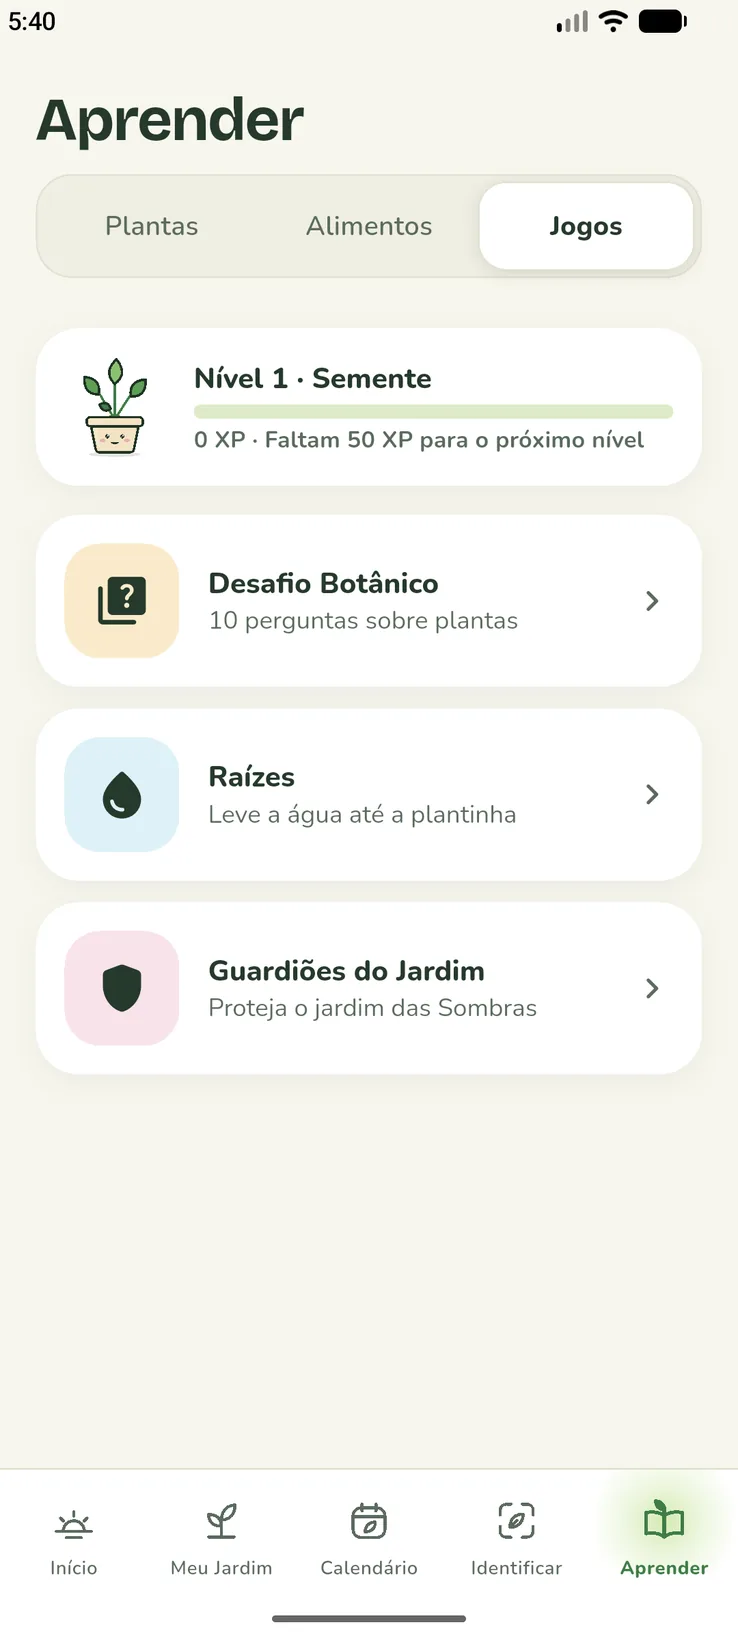 5:40
Aprender
Plantas
Alimentos
Jogos
Nível 1 · Semente
0 XP · Faltam 50 XP para o próximo nível
?
Desafio Botânico
10 perguntas sobre plantas
Raízes
Leve a água até a plantinha
Guardiões do Jardim
Proteja o jardim das Sombras
Início
Meu Jardim
Calendário
Identificar
Aprender